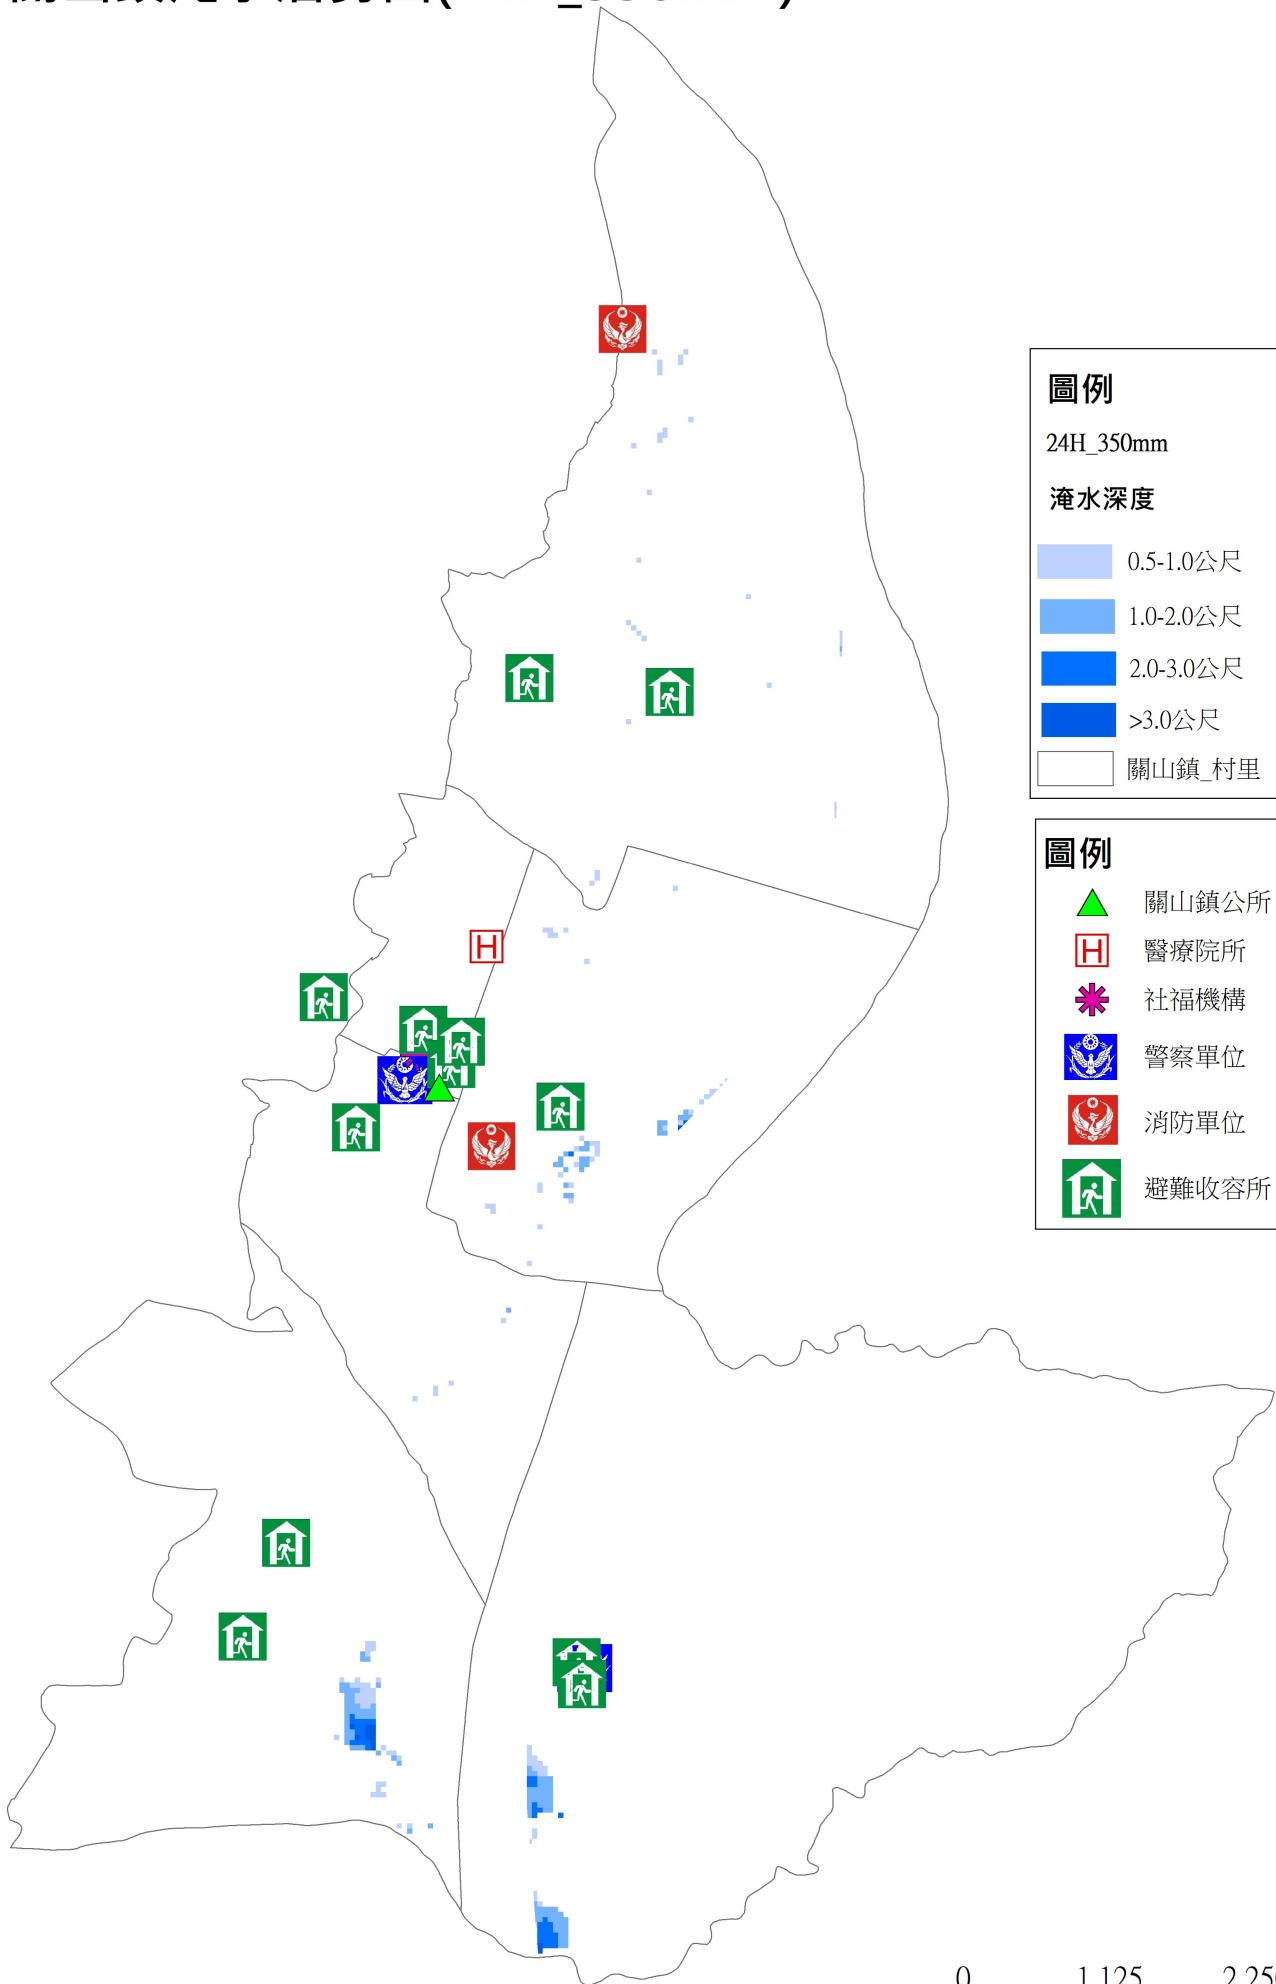 圖例
24H_350mm
淹水深度
0.5-1.0公尺
1.0-2.0公尺
2.0-3.0公尺
>3.0公尺
關山鎮_村里
圖例
關山鎮公所
H 醫療院所
社福機構
警察單位
消防單位
避難收容所
H
0 1,125